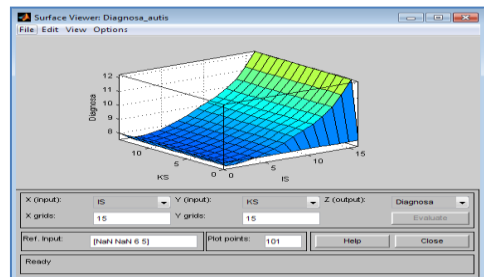 Surface Viewer: Diagnosa_autis
File Edit View Options
12
11
10
9
8
Diagnosa
10
5
0
KS
0
5
10
15
IS
X (input): IS Y (input): KS Z (output): Diagnosa
X grids: 15 Y grids: 15 Evaluate
Ref. Input: [NaN NaN 6 5] Plot points: 101 Help Close
Ready